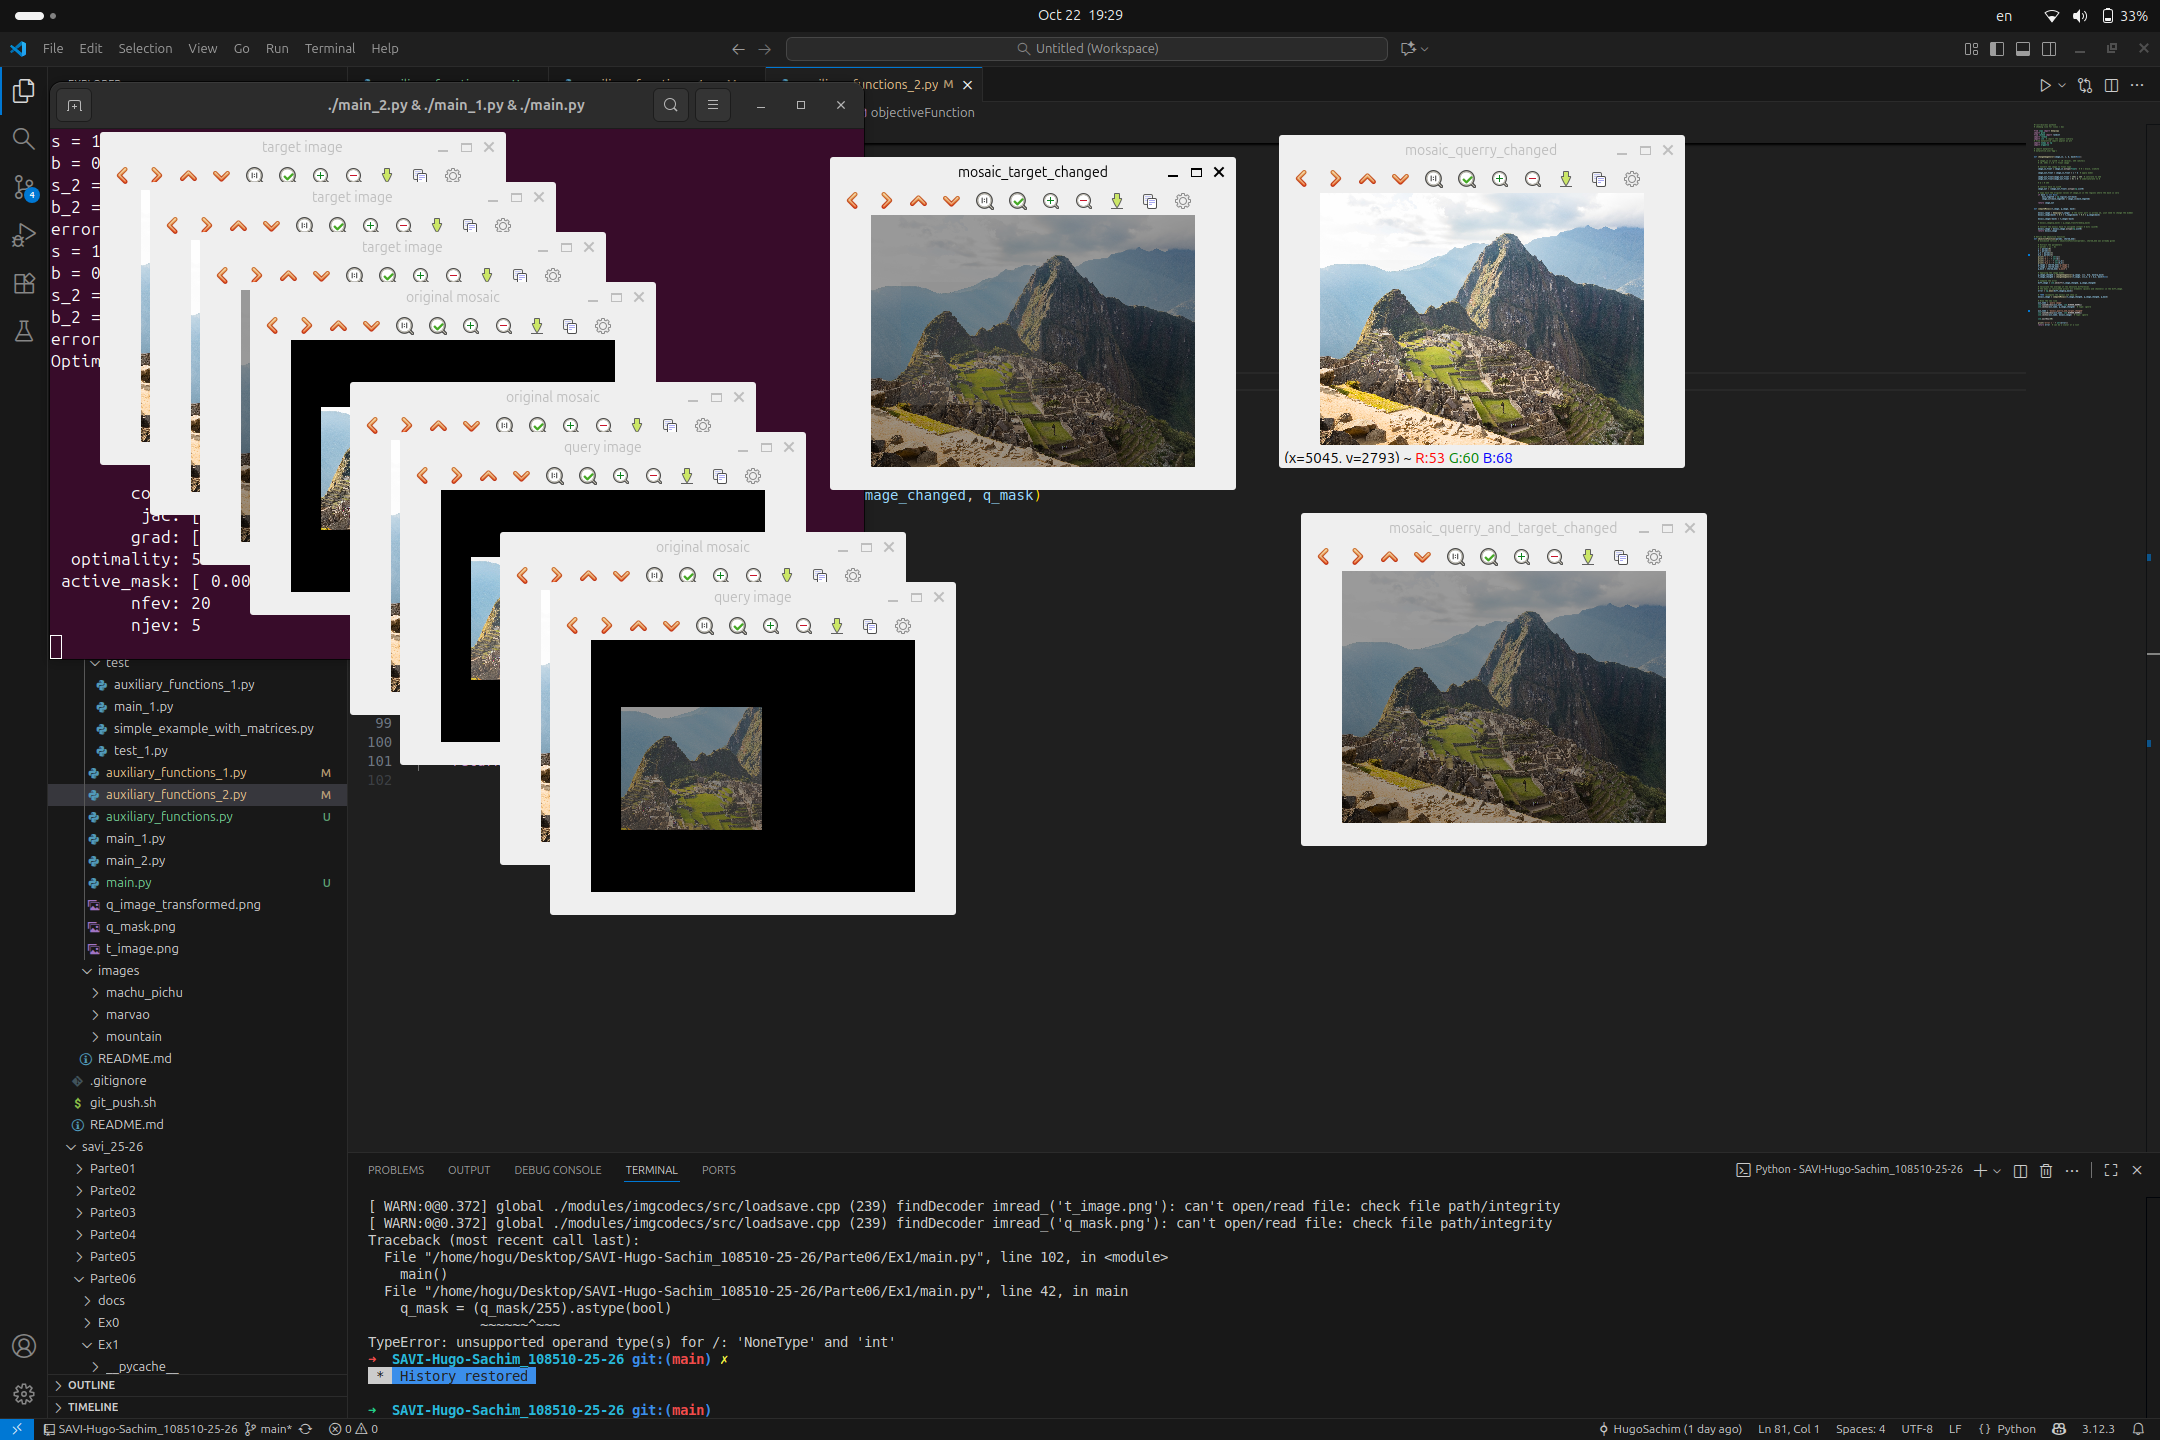 Oct 22 19:29
en
33%
File Edit Selection View Go Run Terminal Help
Untitled (Workspace)
unctions_2.py M
objectiveFunction
./main_2.py & ./main_1.py & ./main.py
s = 1
b = 0
s_2 =
b_2 =
error
s = 1
b = 0
s_2 =
b_2 =
error
Optim
co
jac: [
grad: [
optimality: 5
active_mask: [ 0.00
nfev: 20
njev: 5
target image
target image
target image
original mosaic
original mosaic
query image
original mosaic
query image
mosaic_target_changed
mosaic_querry_changed
(x=5045, y=2793) ~ R:53 G:60 B:68
mosaic_querry_and_target_changed
mage_changed, q_mask)
99
100
101
102
test
auxiliary_functions_1.py
main_1.py
simple_example_with_matrices.py
test_1.py
auxiliary_functions_1.py M
auxiliary_functions_2.py M
auxiliary_functions.py U
main_1.py
main_2.py
main.py U
q_image_transformed.png
q_mask.png
t_image.png
images
machu_pichu
marvao
mountain
README.md
.gitignore
git_push.sh
README.md
savi_25-26
Parte01
Parte02
Parte03
Parte04
Parte05
Parte06
docs
Ex0
Ex1
__pycache__
OUTLINE
TIMELINE
PROBLEMS OUTPUT DEBUG CONSOLE TERMINAL PORTS
Python - SAVI-Hugo-Sachim_108510-25-26
[ WARN:0@0.372] global ./modules/imgcodecs/src/loadsave.cpp (239) findDecoder imread_('t_image.png'): can't open/read file: check file path/integrity
[ WARN:0@0.372] global ./modules/imgcodecs/src/loadsave.cpp (239) findDecoder imread_('q_mask.png'): can't open/read file: check file path/integrity
Traceback (most recent call last):
File "/home/hogu/Desktop/SAVI-Hugo-Sachim_108510-25-26/Parte06/Ex1/main.py", line 102, in <module>
main()
File "/home/hogu/Desktop/SAVI-Hugo-Sachim_108510-25-26/Parte06/Ex1/main.py", line 42, in main
q_mask = (q_mask/255).astype(bool)
~~~~~~^~~~
TypeError: unsupported operand type(s) for /: 'NoneType' and 'int'
➜ SAVI-Hugo-Sachim_108510-25-26 git:(main) ✗
* History restored
➜ SAVI-Hugo-Sachim_108510-25-26 git:(main)
SAVI-Hugo-Sachim_108510-25-26 main* 0 0
HugoSachim (1 day ago) Ln 81, Col 1 Spaces: 4 UTF-8 LF {} Python 3.12.3